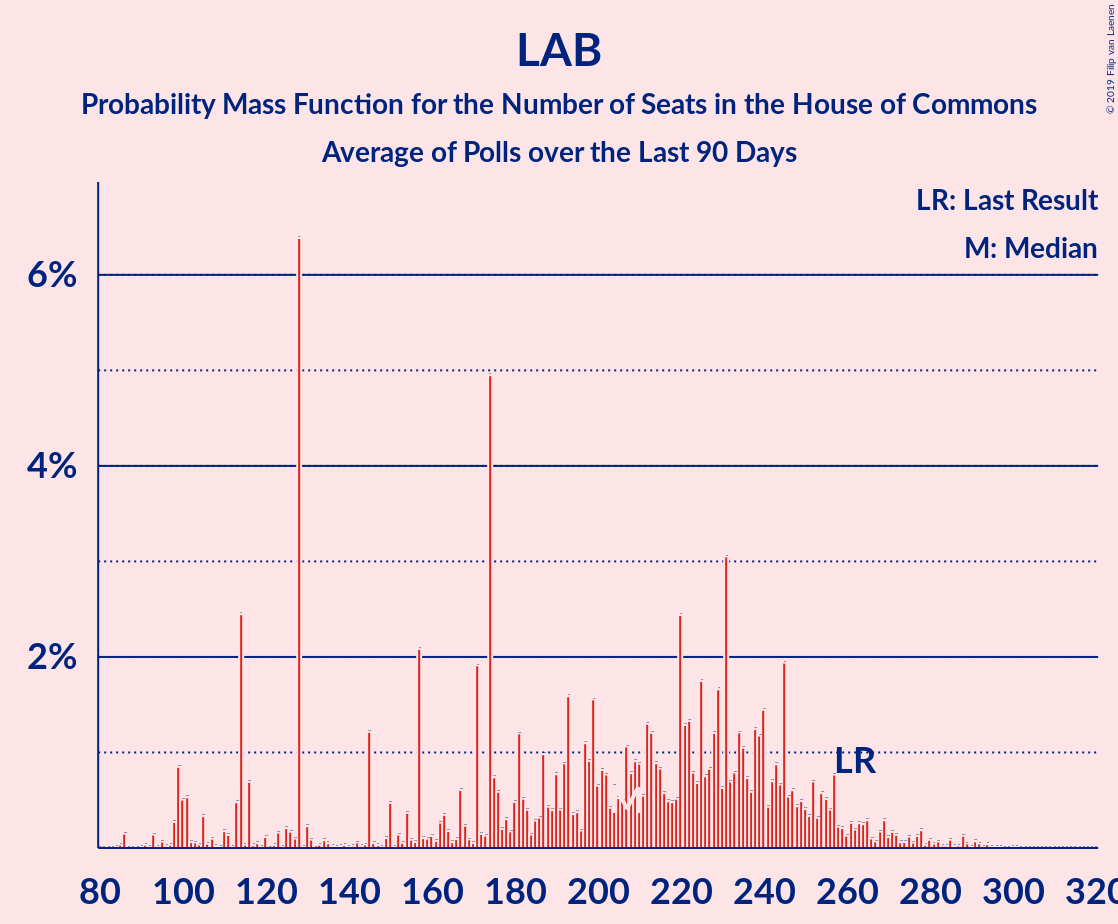 LAB
Probability Mass Function for the Number of Seats in the House of Commons
Average of Polls over the Last 90 Days
© 2019 Filip van Laenen
LR: Last Result
M: Median
6%
4%
2%
M
LR
80 100 120 140 160 180 200 220 240 260 280 300 320